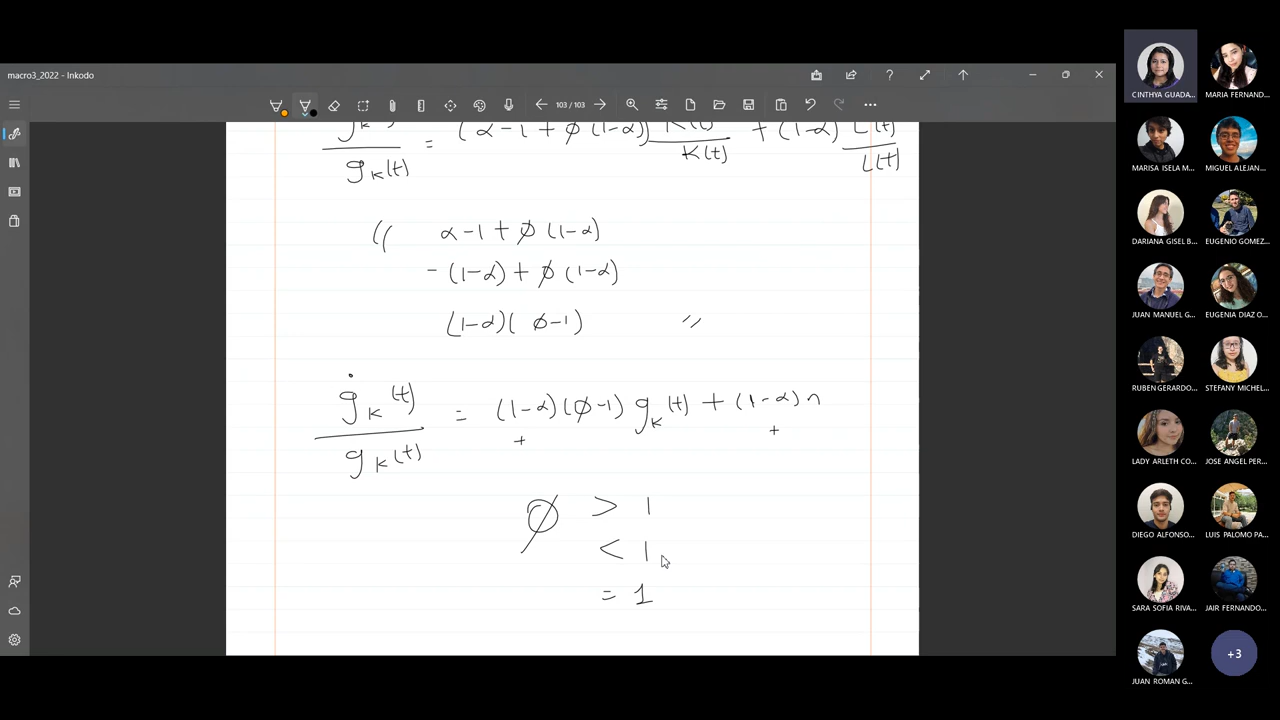 macro3_2022 - Inkodo
103 / 103
ġ_K(t) / g_K(t) = (α-1+ø(1-α)) K̇(t) / K(t) + (1-α) L̇(t) / L(t)
(( α-1+ø(1-α)
-(1-α)+ø(1-α)
(1-α)(ø-1) //
ġ_K(t) / g_K(t) = (1-α)(ø-1) g_K(t) + (1-α) n
+ +
ø > 1
< 1
= 1
CINTHYA GUADA...
MARIA FERNAND...
MARISA ISELA M...
MIGUEL ALEJAN...
DARIANA GISEL B...
EUGENIO GOMEZ...
JUAN MANUEL G...
EUGENIA DIAZ O...
RUBEN GERARDO...
STEFANY MICHEL...
LADY ARLETH CO...
JOSE ANGEL PER...
DIEGO ALFONSO...
LUIS PALOMO PA...
SARA SOFIA RIVA...
JAIR FERNANDO...
JUAN ROMAN G...
+3